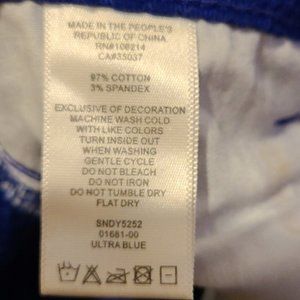 MADE IN THE PEOPLE'S
REPUBLIC OF CHINA
RN#108214
CA#35037
97% COTTON
3% SPANDEX
EXCLUSIVE OF DECORATION
MACHINE WASH COLD
WITH LIKE COLORS
TURN INSIDE OUT
WHEN WASHING
GENTLE CYCLE
DO NOT BLEACH
DO NOT IRON
DO NOT TUMBLE DRY
FLAT DRY
SNDY5252
01681-00
ULTRA BLUE